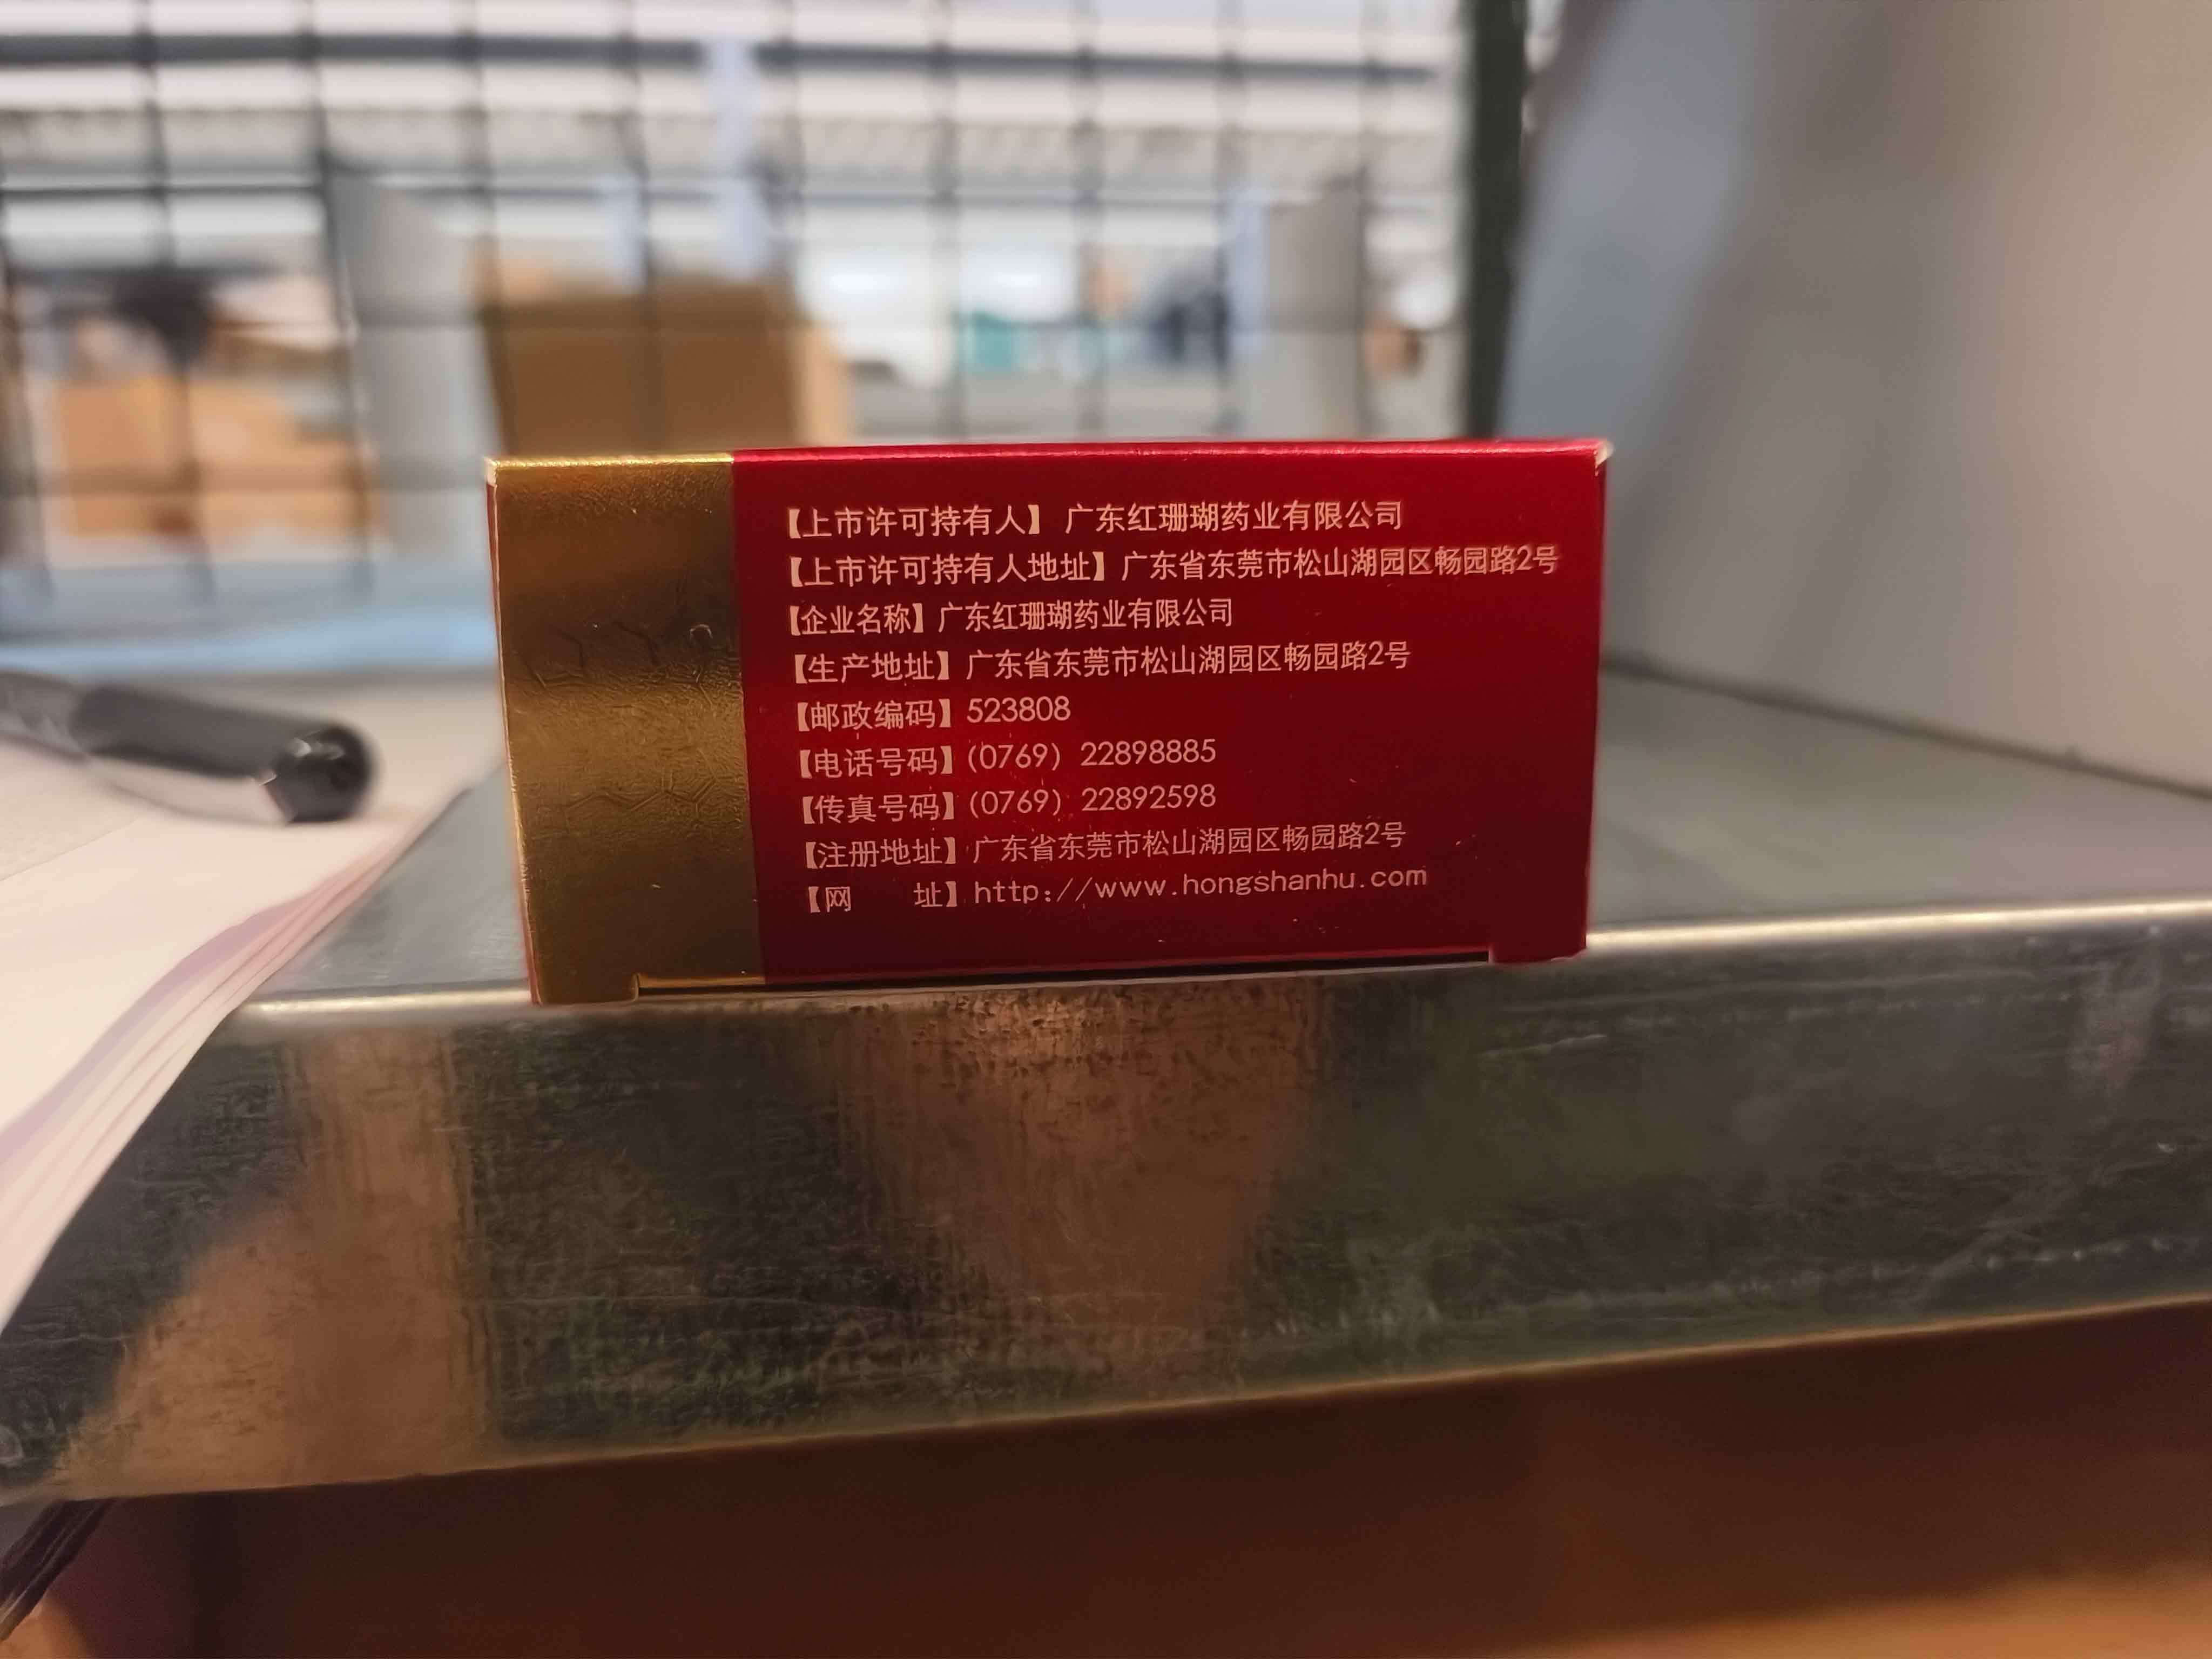 【上市许可持有人】 广东红珊瑚药业有限公司
【上市许可持有人地址】广东省东莞市松山湖园区畅园路2号
【企业名称】广东红珊瑚药业有限公司
【生产地址】广东省东莞市松山湖园区畅园路2号
【邮政编码】523808
【电话号码】(0769) 22898885
【传真号码】(0769) 22892598
【注册地址】广东省东莞市松山湖园区畅园路2号
【网 址】http://www.hongshanhu.com